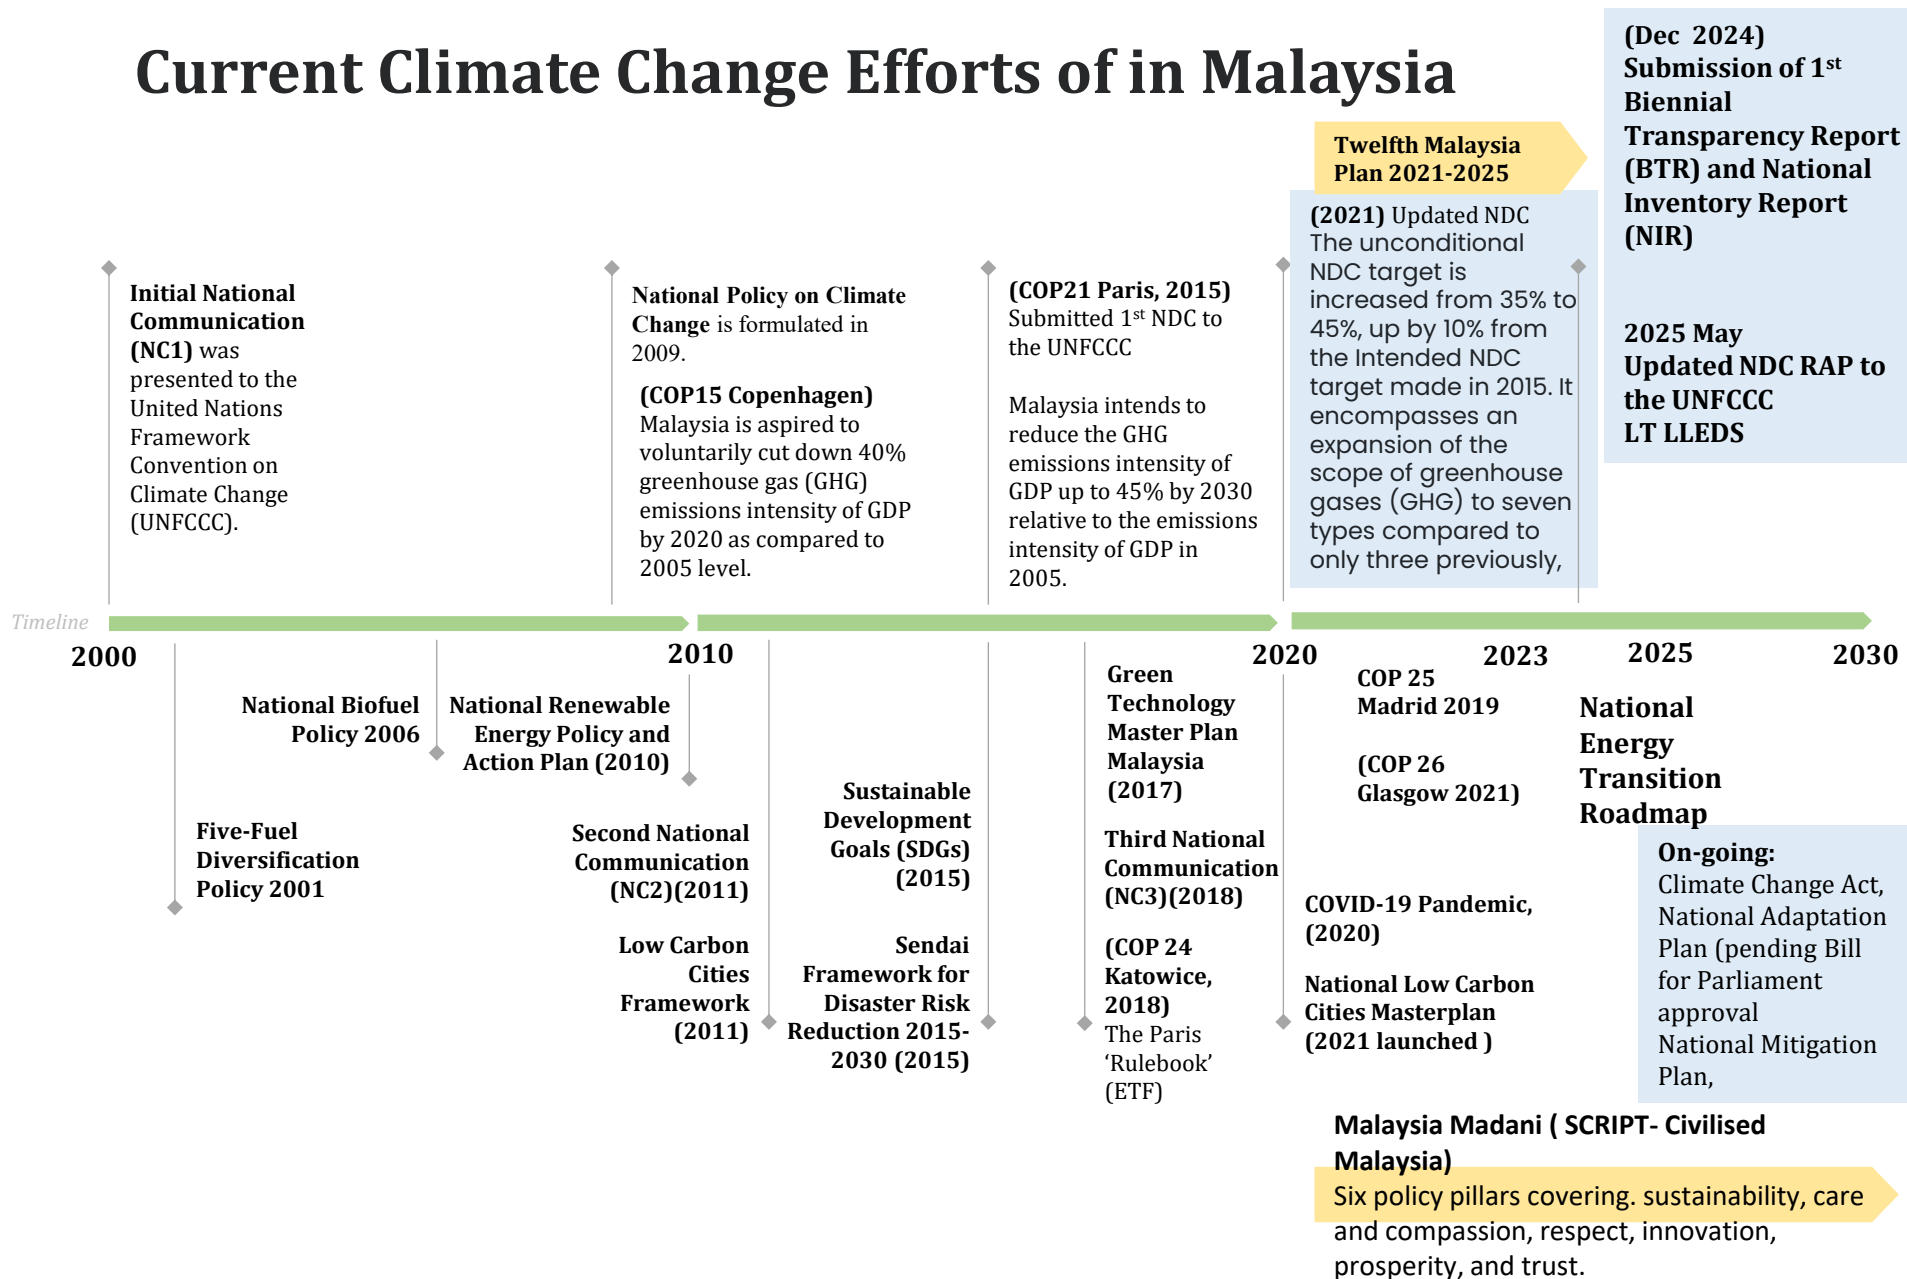 Current Climate Change Efforts of in Malaysia
(Dec 2024)
Submission of 1st
Biennial
Transparency Report
(BTR) and National
Inventory Report
(NIR)
2025 May
Updated NDC RAP to
the UNFCCC
LT LLEDS
Twelfth Malaysia
Plan 2021-2025
Initial National
Communication
(NC1) was
presented to the
United Nations
Framework
Convention on
Climate Change
(UNFCCC).
National Policy on Climate
Change is formulated in
2009.
(COP15 Copenhagen)
Malaysia is aspired to
voluntarily cut down 40%
greenhouse gas (GHG)
emissions intensity of GDP
by 2020 as compared to
2005 level.
(COP21 Paris, 2015)
Submitted 1st NDC to
the UNFCCC
Malaysia intends to
reduce the GHG
emissions intensity of
GDP up to 45% by 2030
relative to the emissions
intensity of GDP in
2005.
(2021) Updated NDC
The unconditional
NDC target is
increased from 35% to
45%, up by 10% from
the Intended NDC
target made in 2015. It
encompasses an
expansion of the
scope of greenhouse
gases (GHG) to seven
types compared to
only three previously,
Timeline
2000
2010
2020
2023
2025
2030
Five-Fuel
Diversification
Policy 2001
National Biofuel
Policy 2006
National Renewable
Energy Policy and
Action Plan (2010)
Second National
Communication
(NC2)(2011)
Low Carbon
Cities
Framework
(2011)
Sustainable
Development
Goals (SDGs)
(2015)
Sendai
Framework for
Disaster Risk
Reduction 2015-
2030 (2015)
Green
Technology
Master Plan
Malaysia
(2017)
Third National
Communication
(NC3)(2018)
(COP 24
Katowice,
2018)
The Paris
‘Rulebook’
(ETF)
COP 25
Madrid 2019
(COP 26
Glasgow 2021)
COVID-19 Pandemic,
(2020)
National Low Carbon
Cities Masterplan
(2021 launched )
National
Energy
Transition
Roadmap
On-going:
Climate Change Act,
National Adaptation
Plan (pending Bill
for Parliament
approval
National Mitigation
Plan,
Malaysia Madani ( SCRIPT- Civilised
Malaysia)
Six policy pillars covering. sustainability, care
and compassion, respect, innovation,
prosperity, and trust.